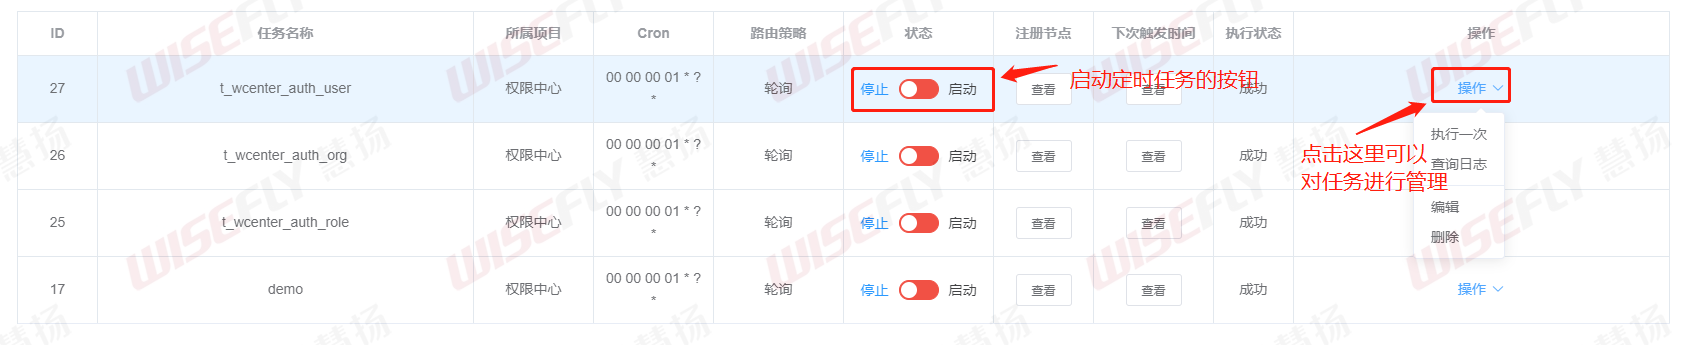 ID 任务名称 所属项目 Cron 路由策略 状态 注册节点 下次触发时间 执行状态 操作
27 t_wcenter_auth_user 权限中心 00 00 00 01 * ? * 轮询 停止 启动 查看 查看 成功 操作
启动定时任务的按钮
26 t_wcenter_auth_org 权限中心 00 00 00 01 * ? * 轮询 停止 启动 查看 查看 成功
执行一次
查询日志
编辑
删除
点击这里可以
对任务进行管理
25 t_wcenter_auth_role 权限中心 00 00 00 01 * ? * 轮询 停止 启动 查看 查看 成功
17 demo 权限中心 00 00 00 01 * ? * 轮询 停止 启动 查看 查看 成功 操作
WISEFLY 慧扬